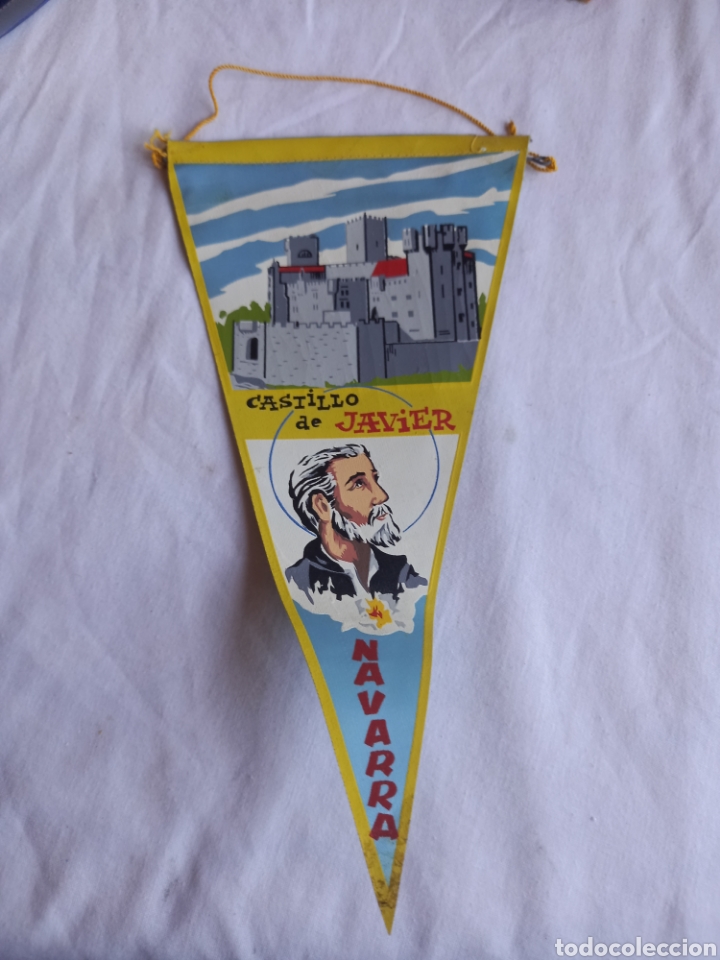 CASTILLO
de JAVIER
NAVARRA
todocoleccion